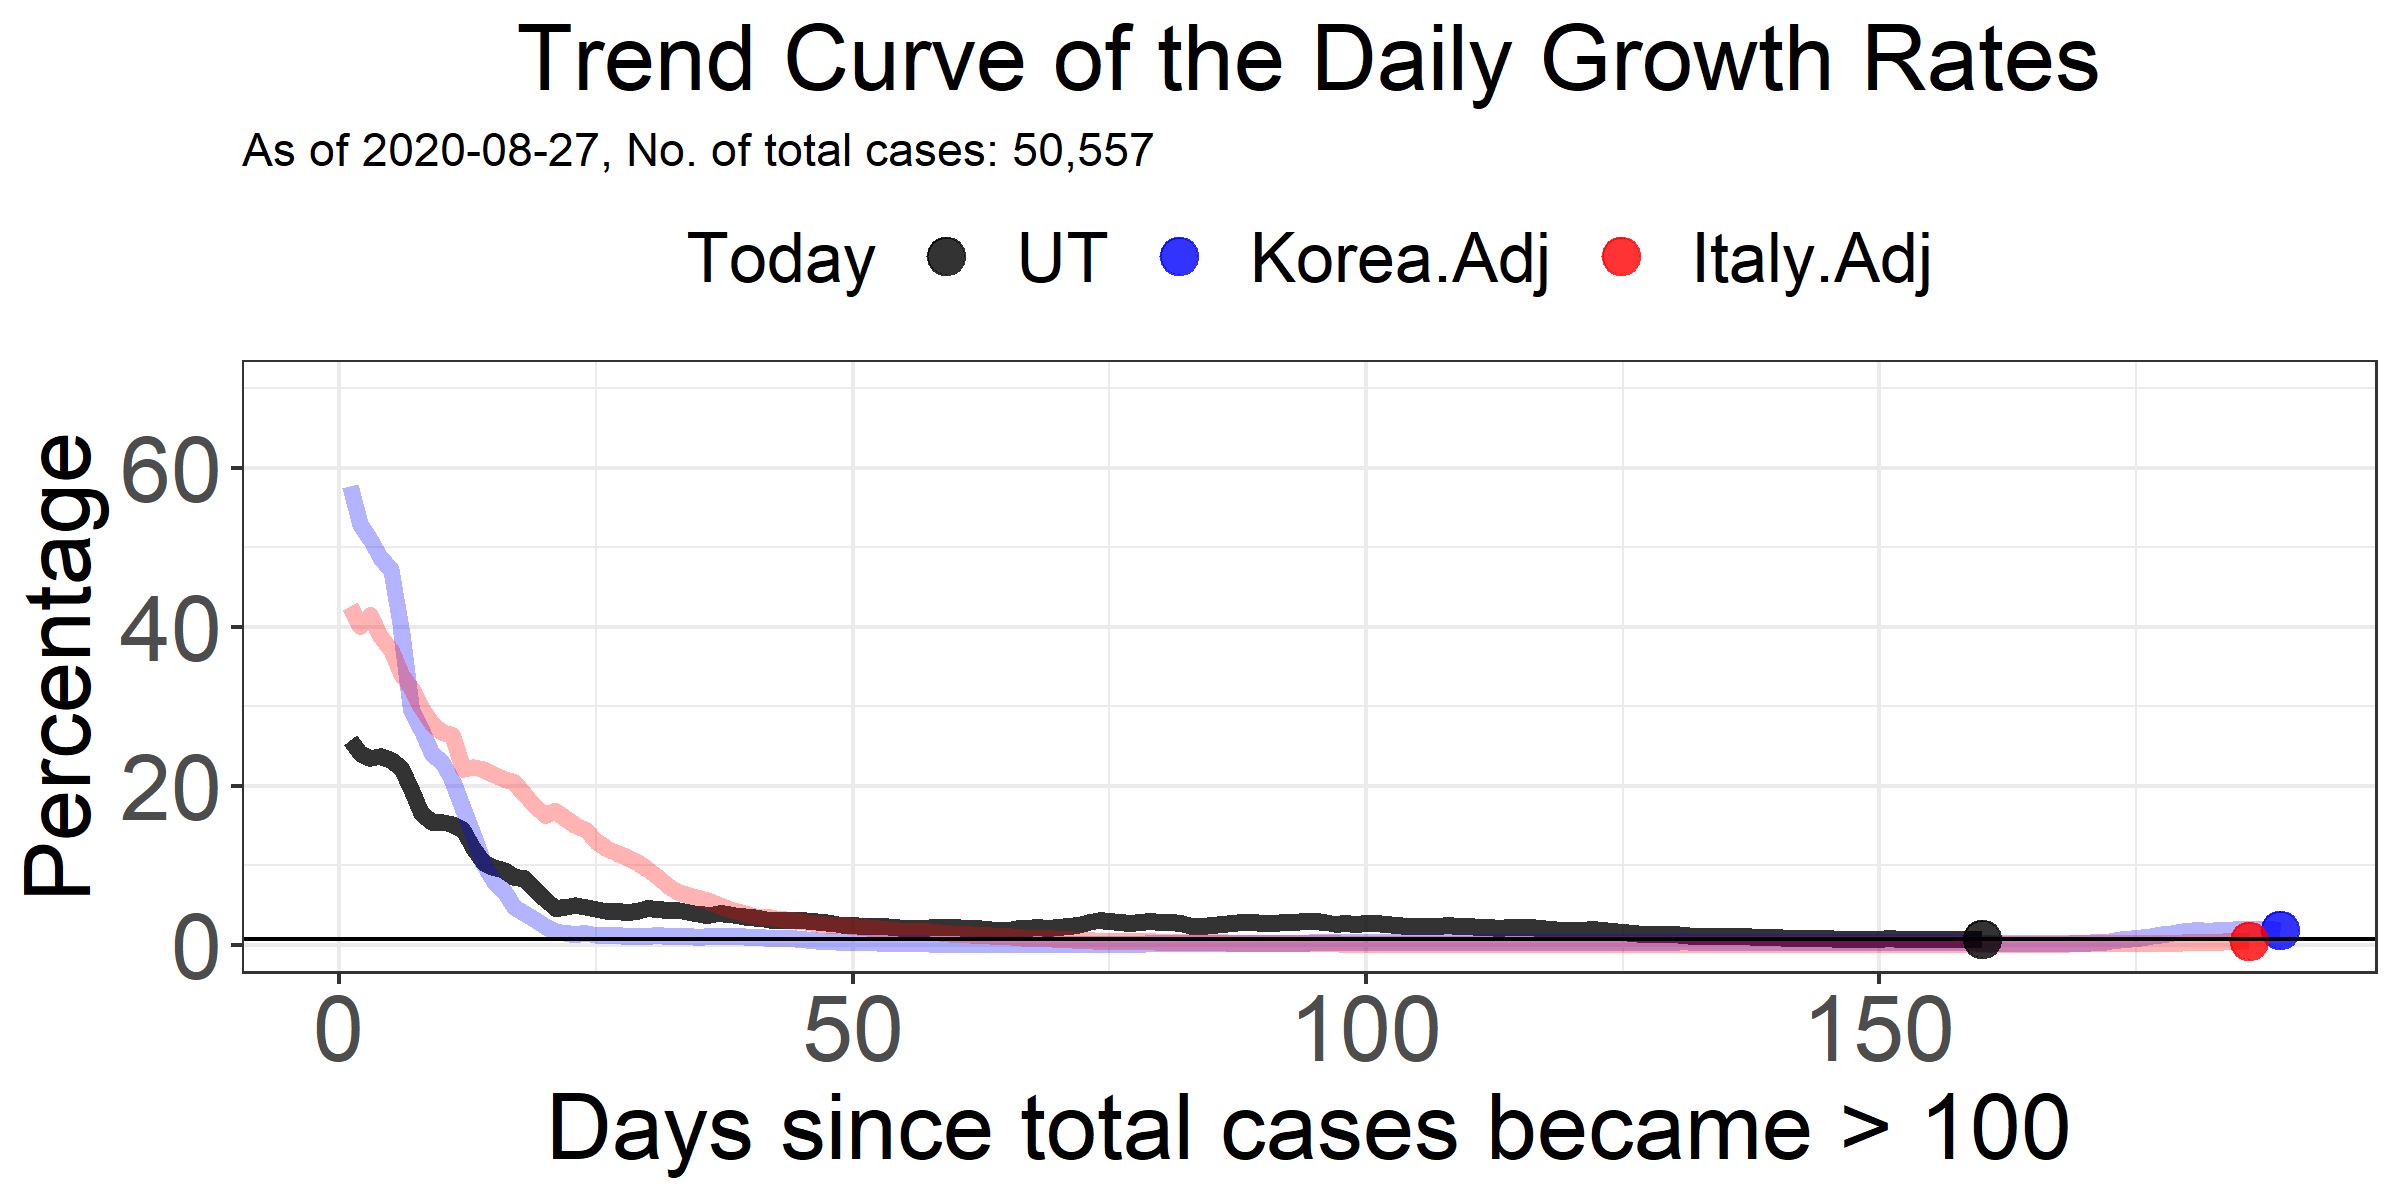 Trend Curve of the Daily Growth Rates
As of 2020-08-27, No. of total cases: 50,557
Today UT Korea.Adj Italy.Adj
Percentage
60
40
20
0
0 50 100 150
Days since total cases became > 100